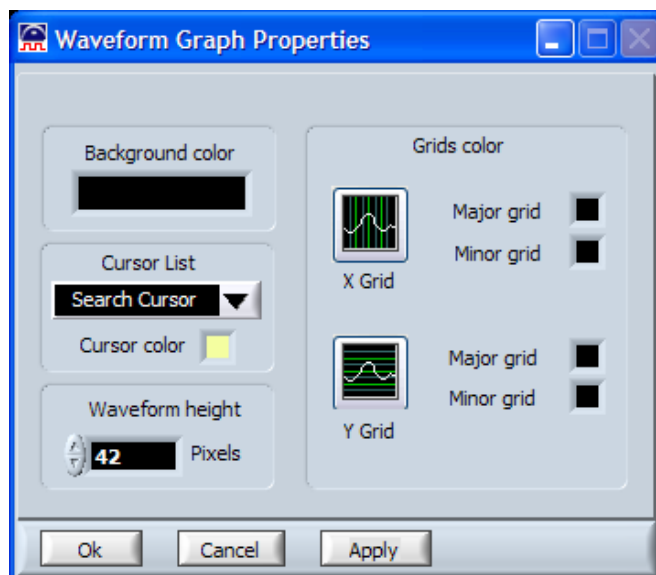 Waveform Graph Properties
Background color
Cursor List
Search Cursor
Cursor color
Waveform height
42 Pixels
Grids color
X Grid
Major grid
Minor grid
Y Grid
Major grid
Minor grid
Ok
Cancel
Apply